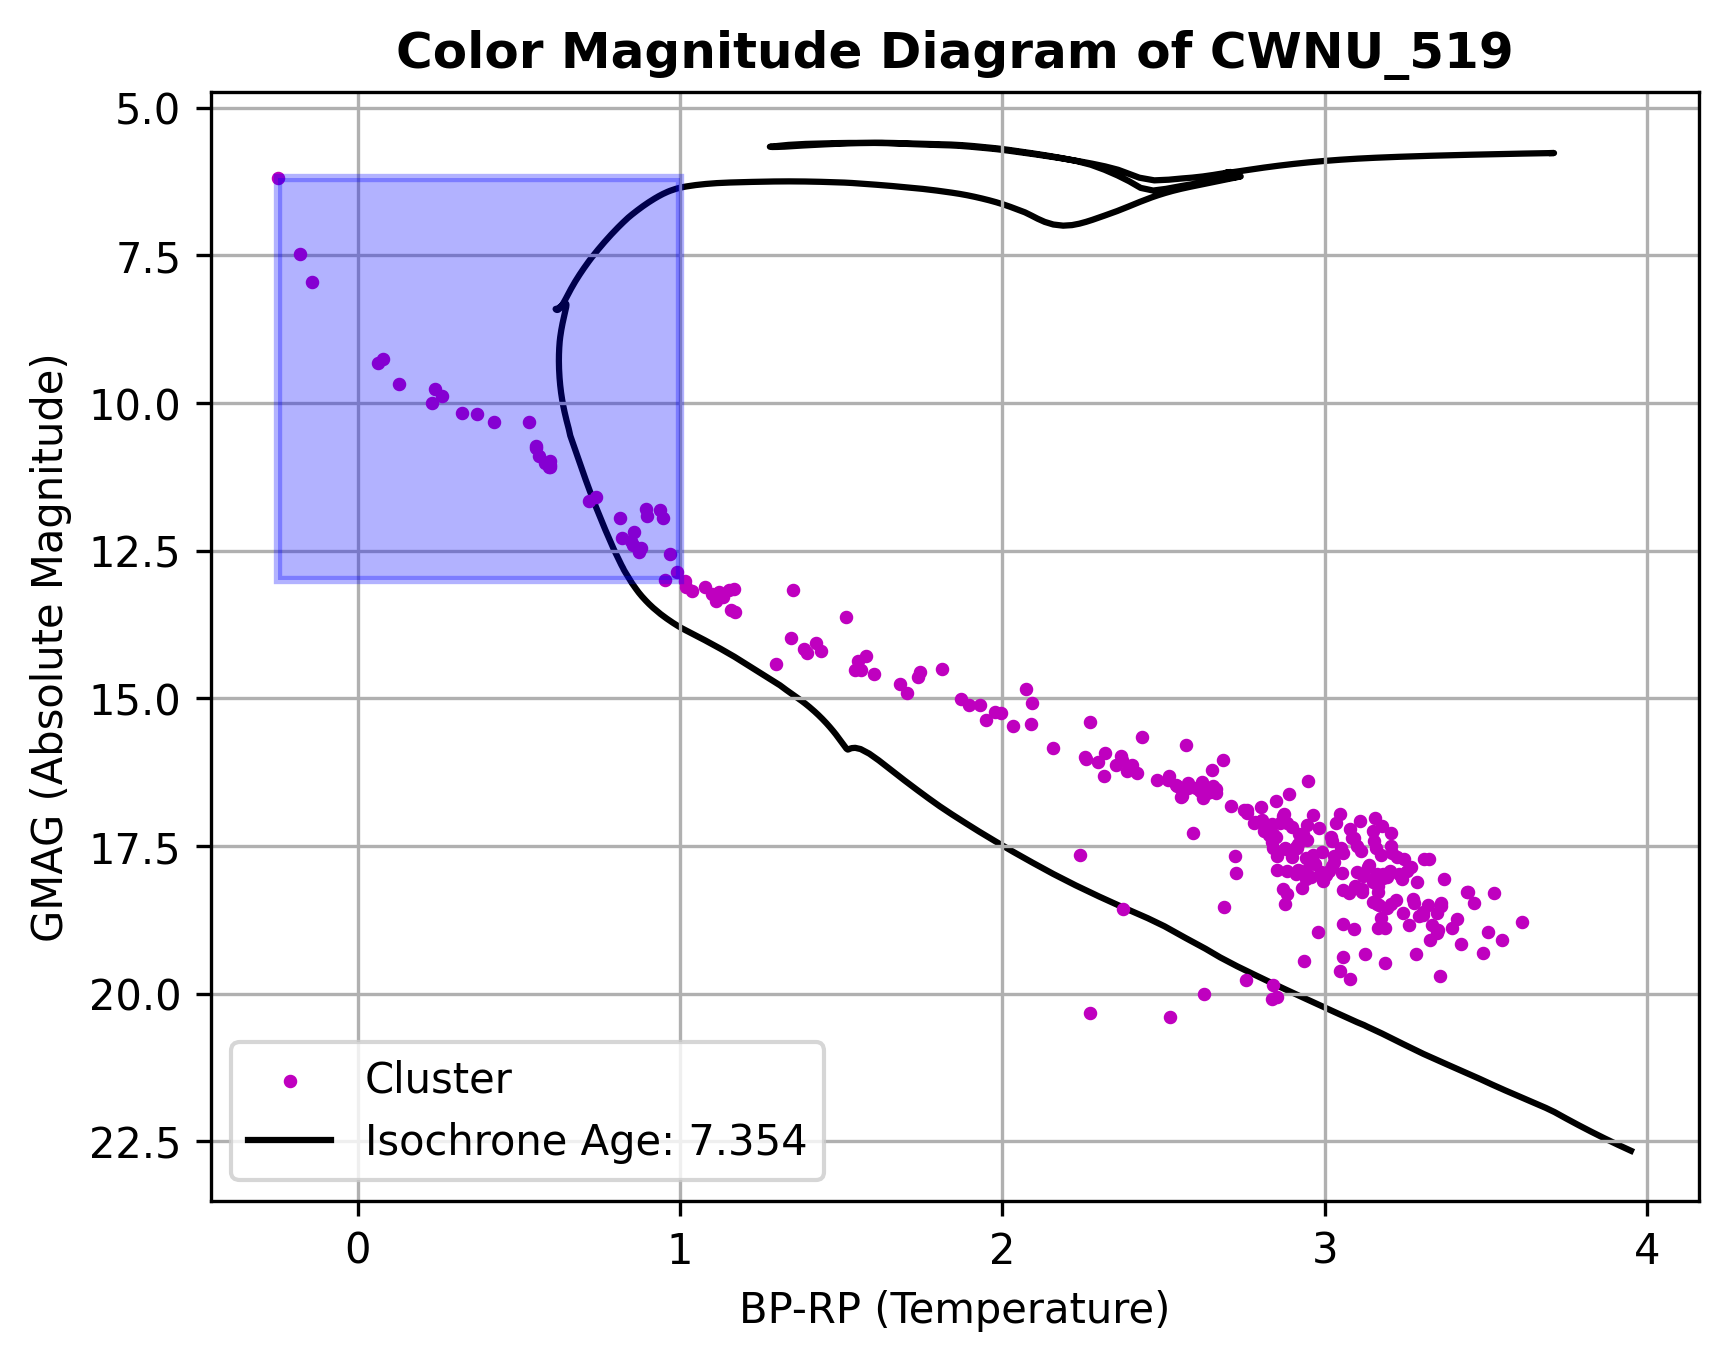 Color Magnitude Diagram of CWNU_519
GMAG (Absolute Magnitude)
5.0
7.5
10.0
12.5
15.0
17.5
20.0
22.5
Cluster
Isochrone Age: 7.354
0 1 2 3 4
BP-RP (Temperature)